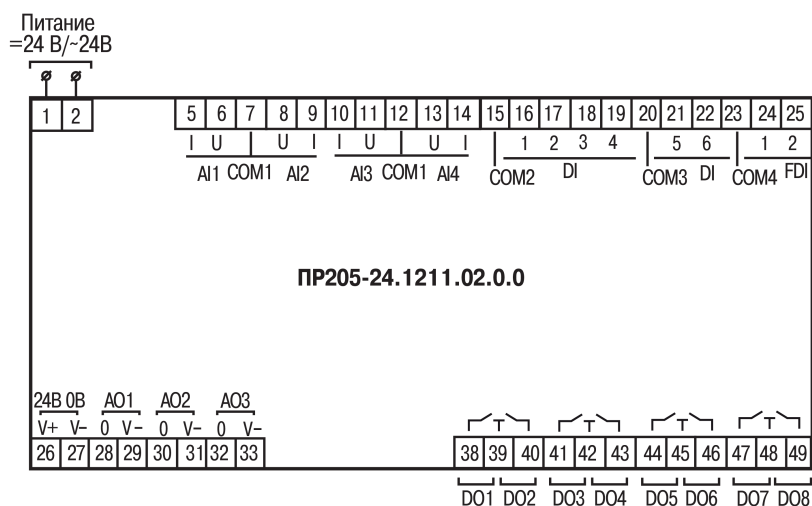 Питание
=24 В/~24В
1 2 5 6 7 8 9 10 11 12 13 14 15 16 17 18 19 20 21 22 23 24 25
I U U I I U U I 1 2 3 4 5 6 1 2
AI1 COM1 AI2 AI3 COM1 AI4 COM2 DI COM3 DI COM4 FDI
ПР205-24.1211.02.0.0
24В 0В AO1 AO2 AO3
V+ V- 0 V- 0 V- 0 V-
26 27 28 29 30 31 32 33 38 39 40 41 42 43 44 45 46 47 48 49
DO1 DO2 DO3 DO4 DO5 DO6 DO7 DO8